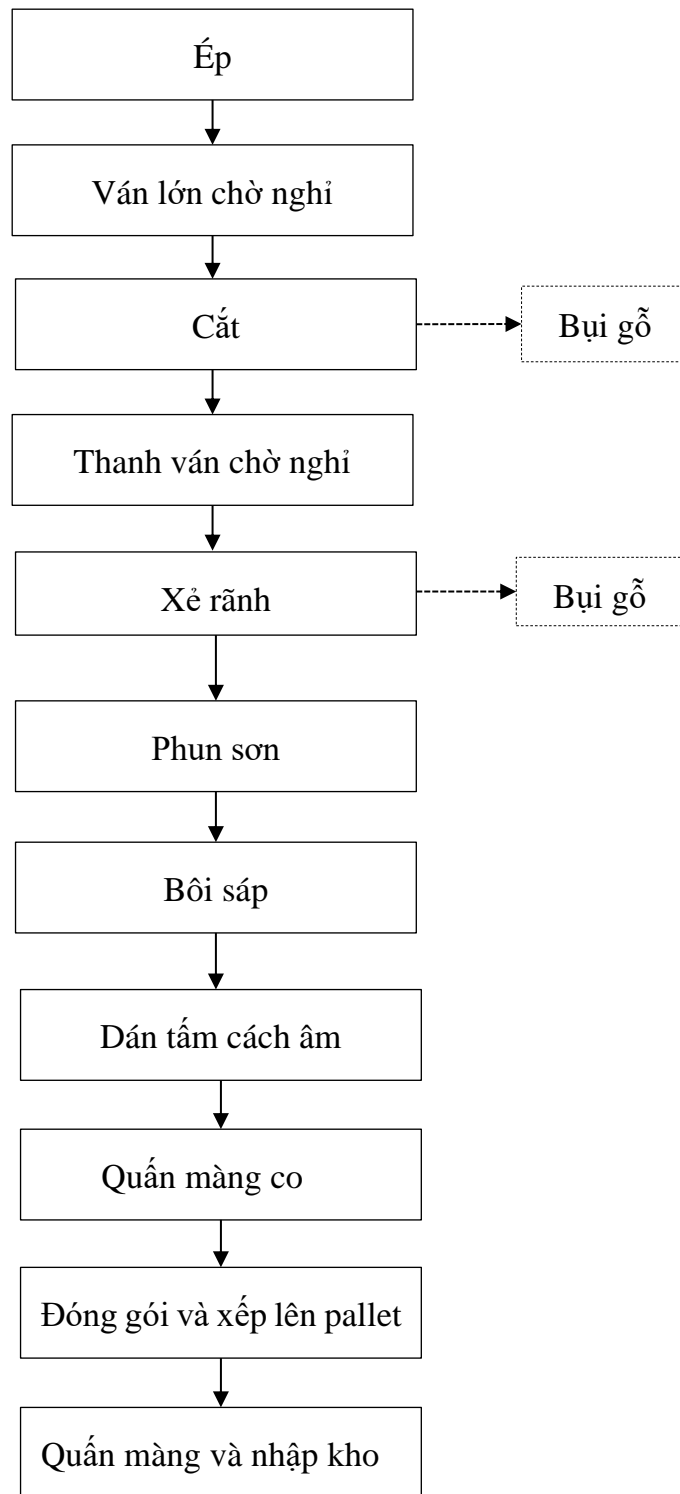 Ép
Ván lớn chờ nghỉ
Cắt
Bụi gỗ
Thanh ván chờ nghỉ
Xẻ rãnh
Bụi gỗ
Phun sơn
Bôi sáp
Dán tấm cách âm
Quấn màng co
Đóng gói và xếp lên pallet
Quấn màng và nhập kho